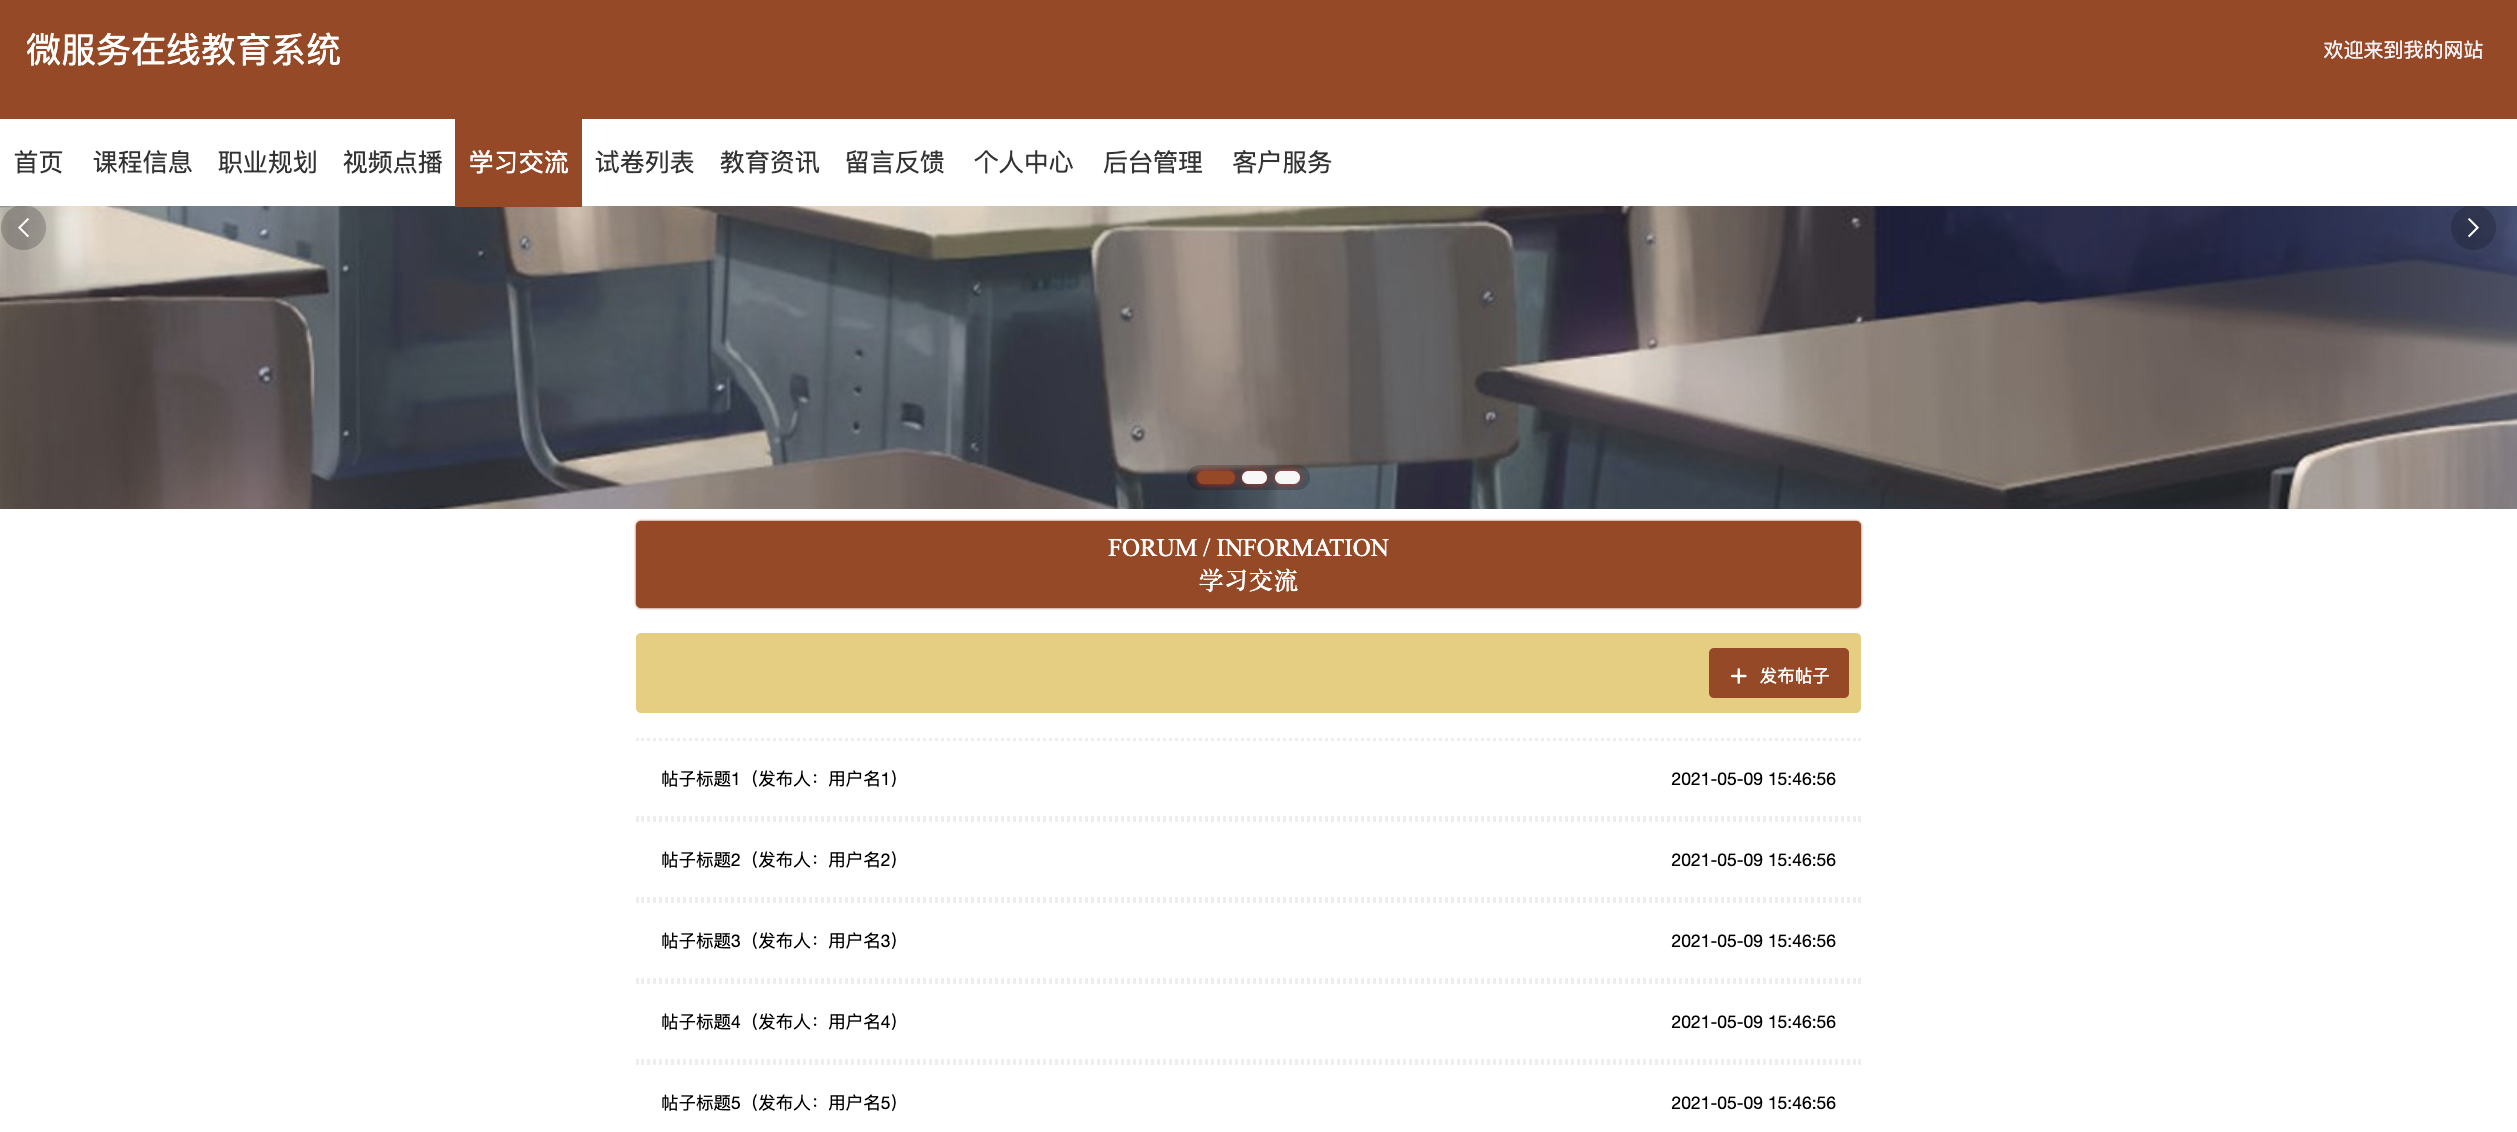 微服务在线教育系统
欢迎来到我的网站
首页 课程信息 职业规划 视频点播 学习交流 试卷列表 教育资讯 留言反馈 个人中心 后台管理 客户服务
FORUM / INFORMATION
学习交流
+ 发布帖子
帖子标题1（发布人：用户名1） 2021-05-09 15:46:56
帖子标题2（发布人：用户名2） 2021-05-09 15:46:56
帖子标题3（发布人：用户名3） 2021-05-09 15:46:56
帖子标题4（发布人：用户名4） 2021-05-09 15:46:56
帖子标题5（发布人：用户名5） 2021-05-09 15:46:56